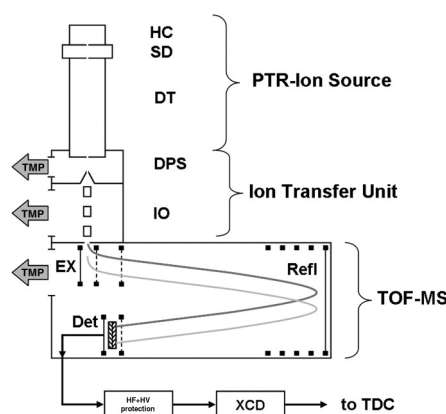 HC
SD
PTR-Ion Source
DT
DPS
TMP
Ion Transfer Unit
IO
TMP
EX
Refl
TMP
TOF-MS
Det
HF+HV
protection
XCD
to TDC